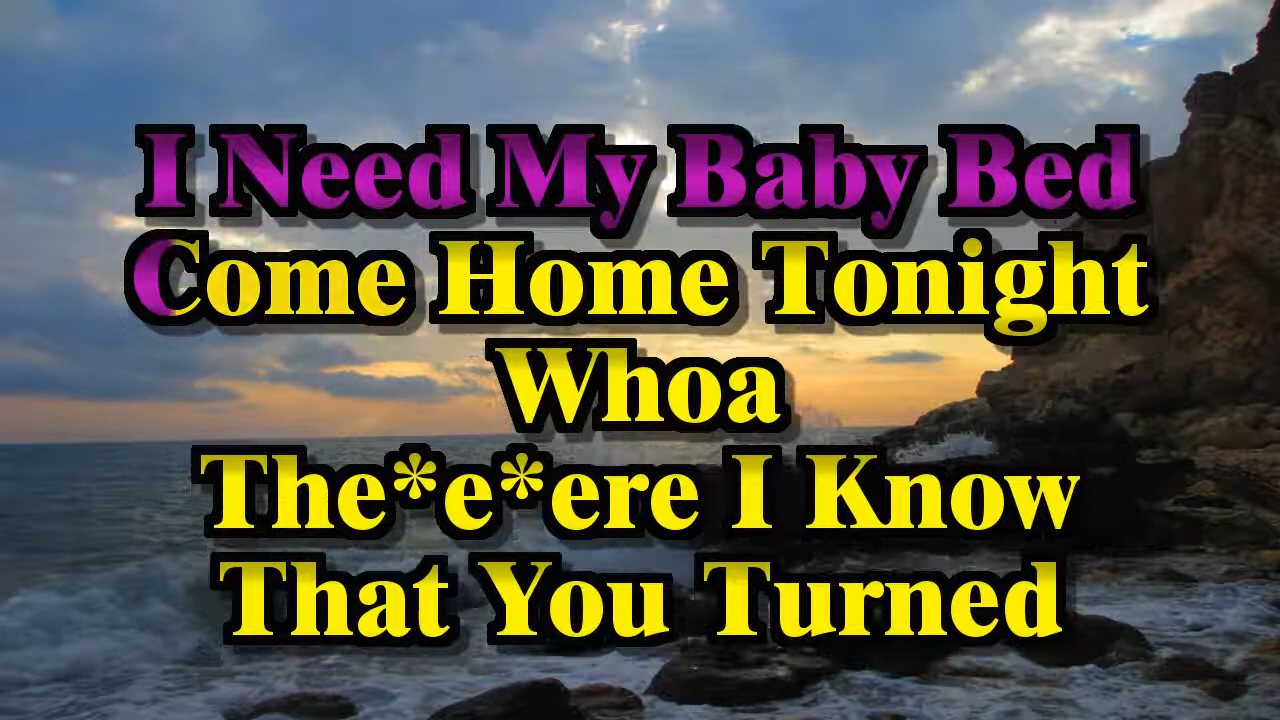 I Need My Baby Bed
Come Home Tonight
Whoa
The*e*ere I Know
That You Turned